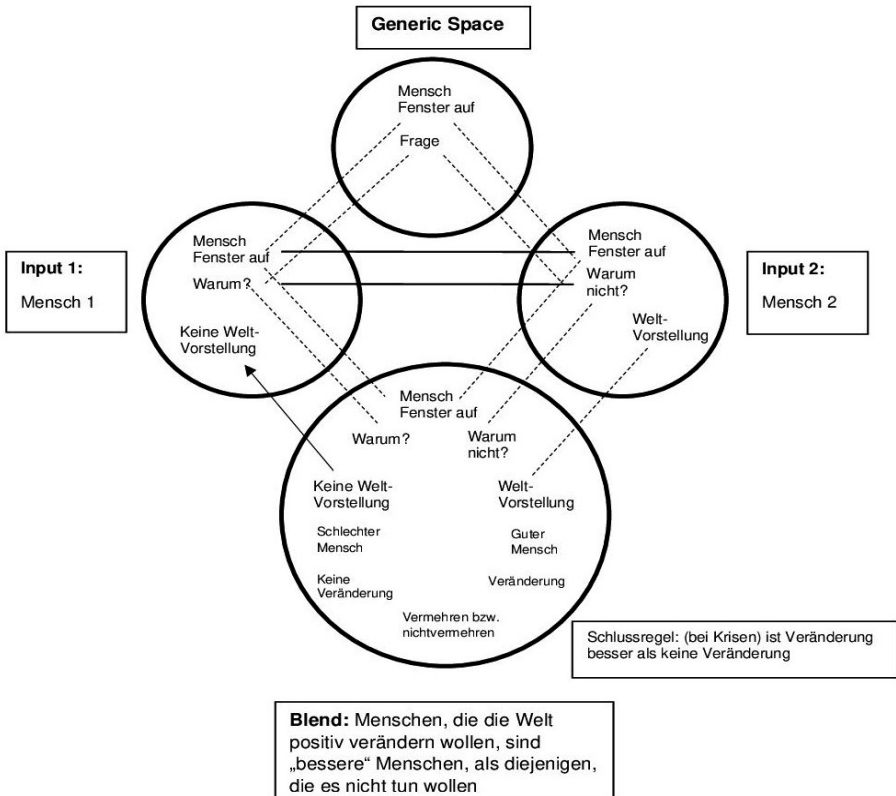 Generic Space
Mensch
Fenster auf
Frage
Input 1:
Mensch 1
Mensch
Fenster auf
Warum?
Keine Welt-
Vorstellung
Mensch
Fenster auf
Warum
nicht?
Welt-
Vorstellung
Input 2:
Mensch 2
Mensch
Fenster auf
Warum?
Warum
nicht?
Keine Welt-
Vorstellung
Welt-
Vorstellung
Schlechter
Mensch
Guter
Mensch
Keine
Veränderung
Veränderung
Vermehren bzw.
nichtvermehren
Schlussregel: (bei Krisen) ist Veränderung
besser als keine Veränderung
Blend: Menschen, die die Welt
positiv verändern wollen, sind
„bessere“ Menschen, als diejenigen,
die es nicht tun wollen